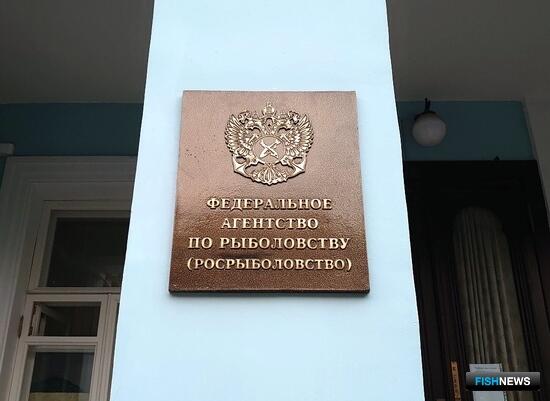 ФЕДЕРАЛЬНОЕ
АГЕНТСТВО
ПО РЫБОЛОВСТВУ
(РОСРЫБОЛОВСТВО)
FISHNEWS